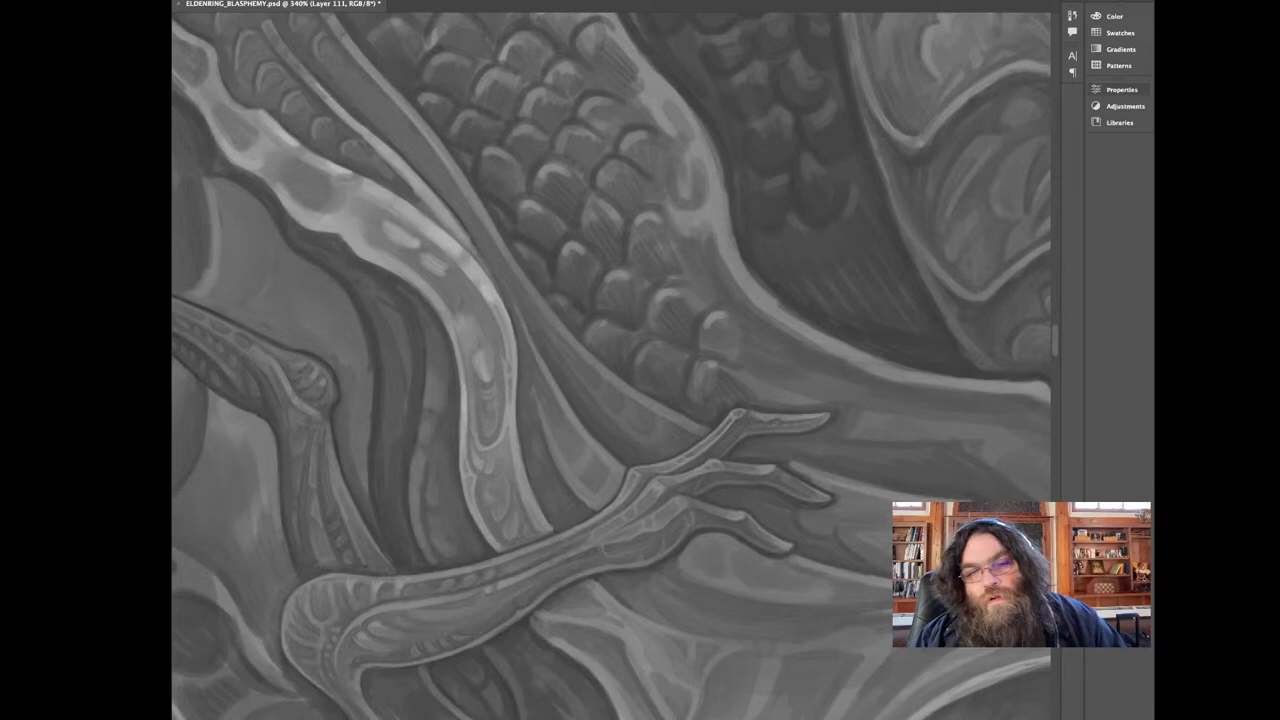 × ELDENRING_BLASPHEMY.psd @ 340% (Layer 111, RGB/8*) *
Color
Swatches
Gradients
Patterns
Properties
Adjustments
Libraries